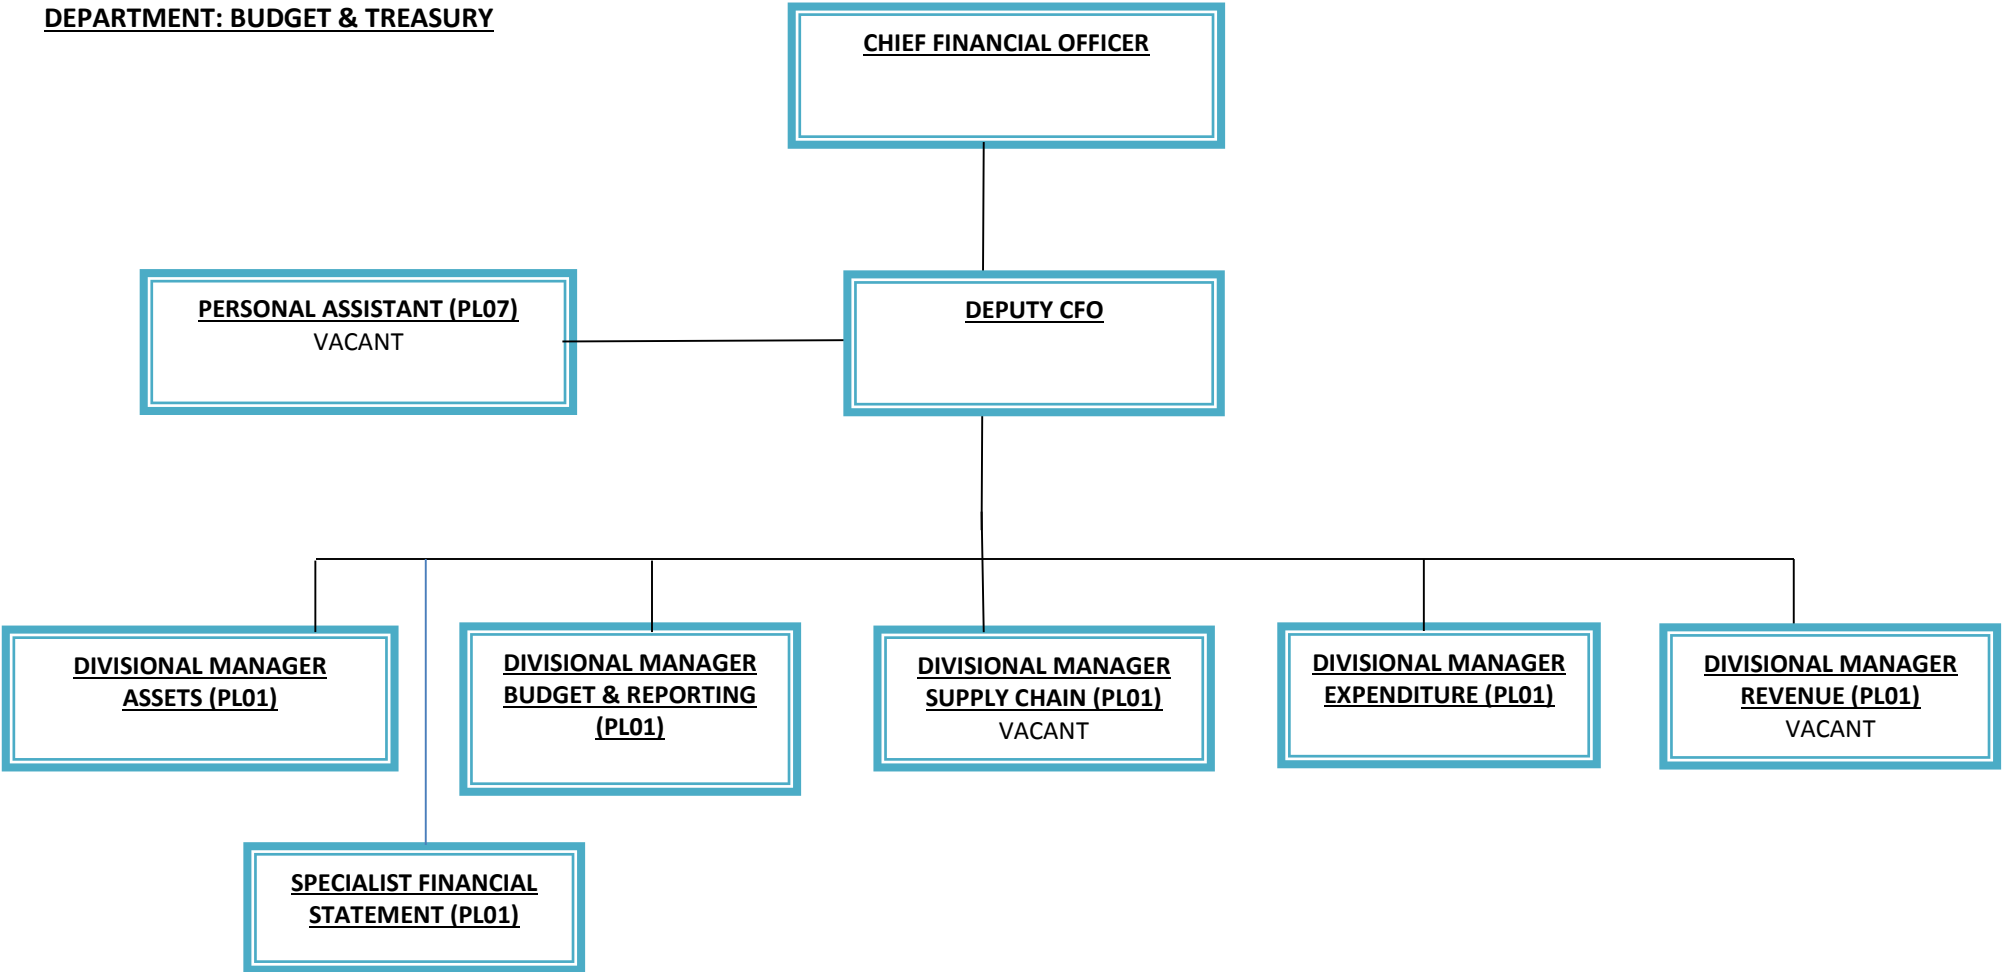 DEPARTMENT: BUDGET & TREASURY
CHIEF FINANCIAL OFFICER
PERSONAL ASSISTANT (PL07)
VACANT
DEPUTY CFO
DIVISIONAL MANAGER
ASSETS (PL01)
DIVISIONAL MANAGER
BUDGET & REPORTING
(PL01)
DIVISIONAL MANAGER
SUPPLY CHAIN (PL01)
VACANT
DIVISIONAL MANAGER
EXPENDITURE (PL01)
DIVISIONAL MANAGER
REVENUE (PL01)
VACANT
SPECIALIST FINANCIAL
STATEMENT (PL01)